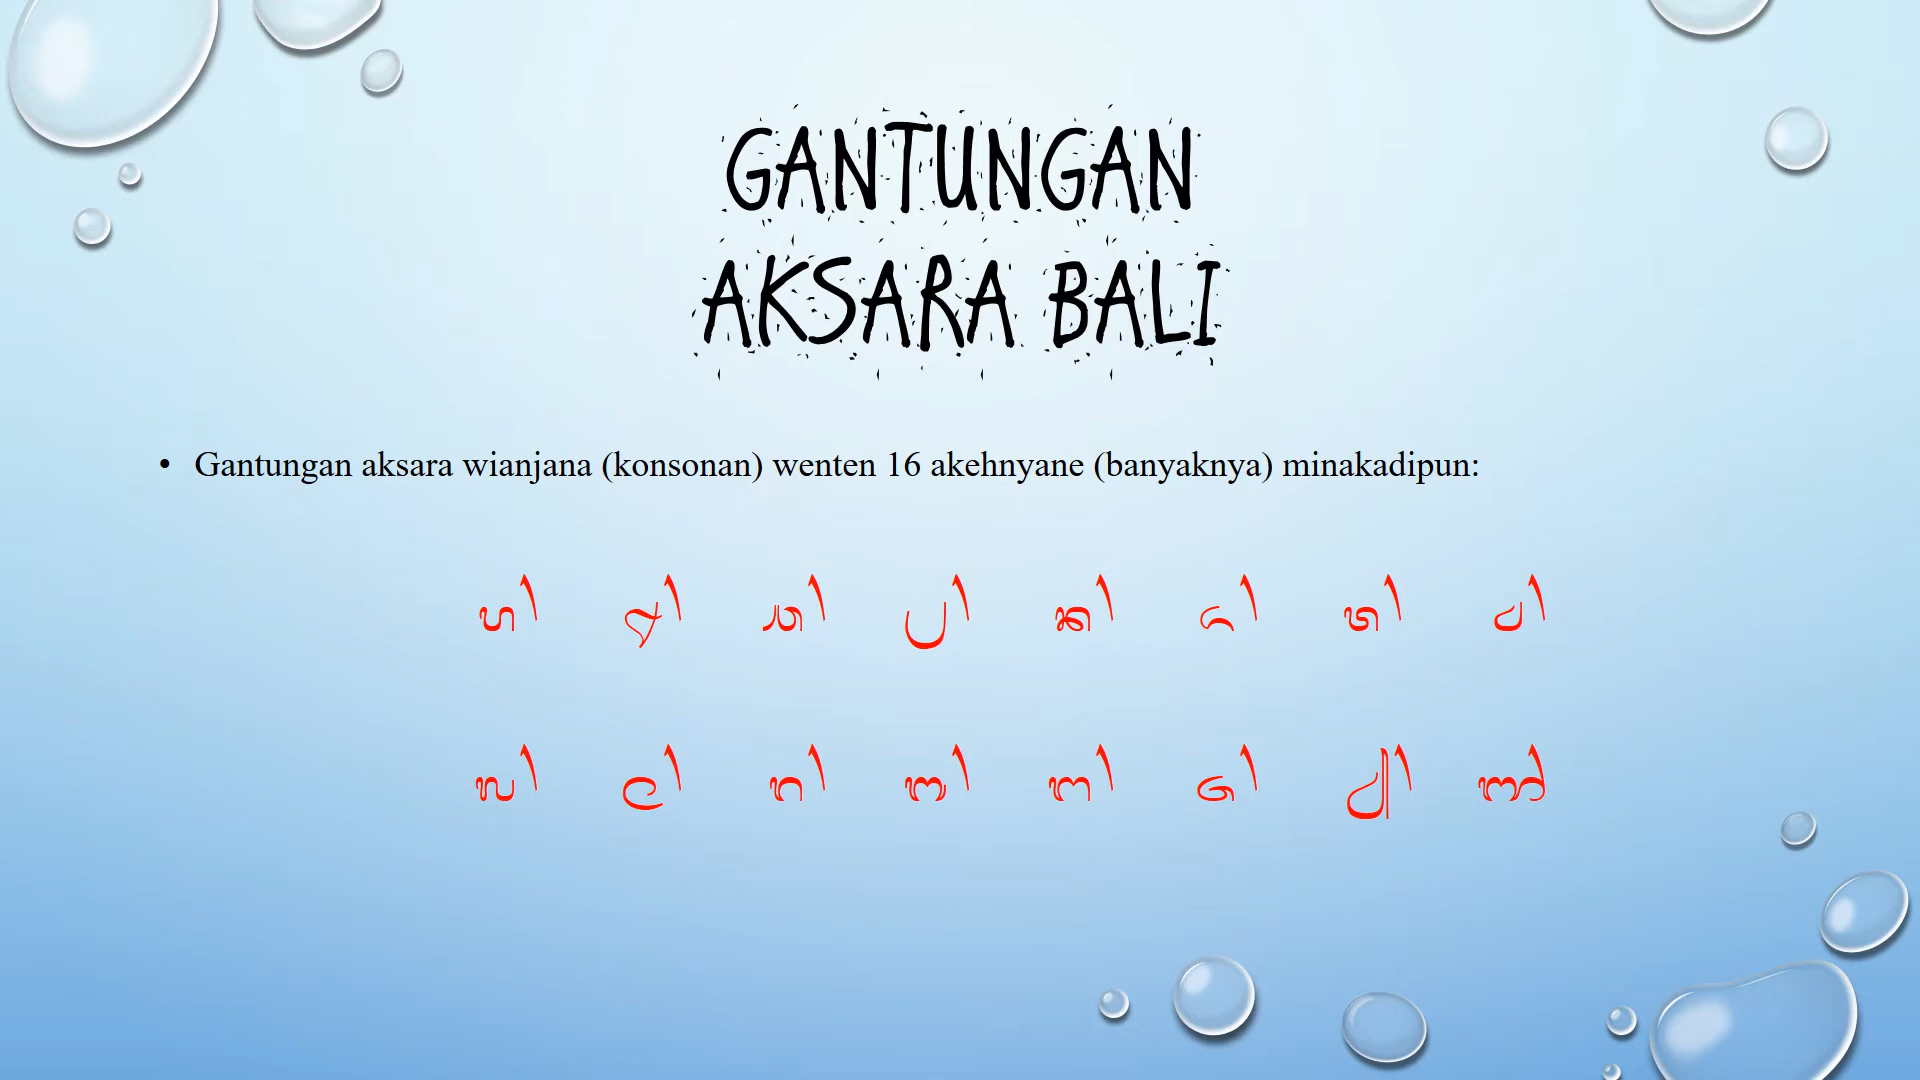 GANTUNGAN
AKSARA BALI
• Gantungan aksara wianjana (konsonan) wenten 16 akehnyane (banyaknya) minakadipun:
᭄ᬳ ᭄ᬦ ᭄ᬘ ᭄ᬭ ᭄ᬓ ᭄ᬤ ᭄ᬢ ᭄ᬯ
᭄ᬮ ᭄ᬫ ᭄ᬕ ᭄ᬩ ᭄ᬗ ᭄ᬚ ᭄ᬬ ᭄ᬜ